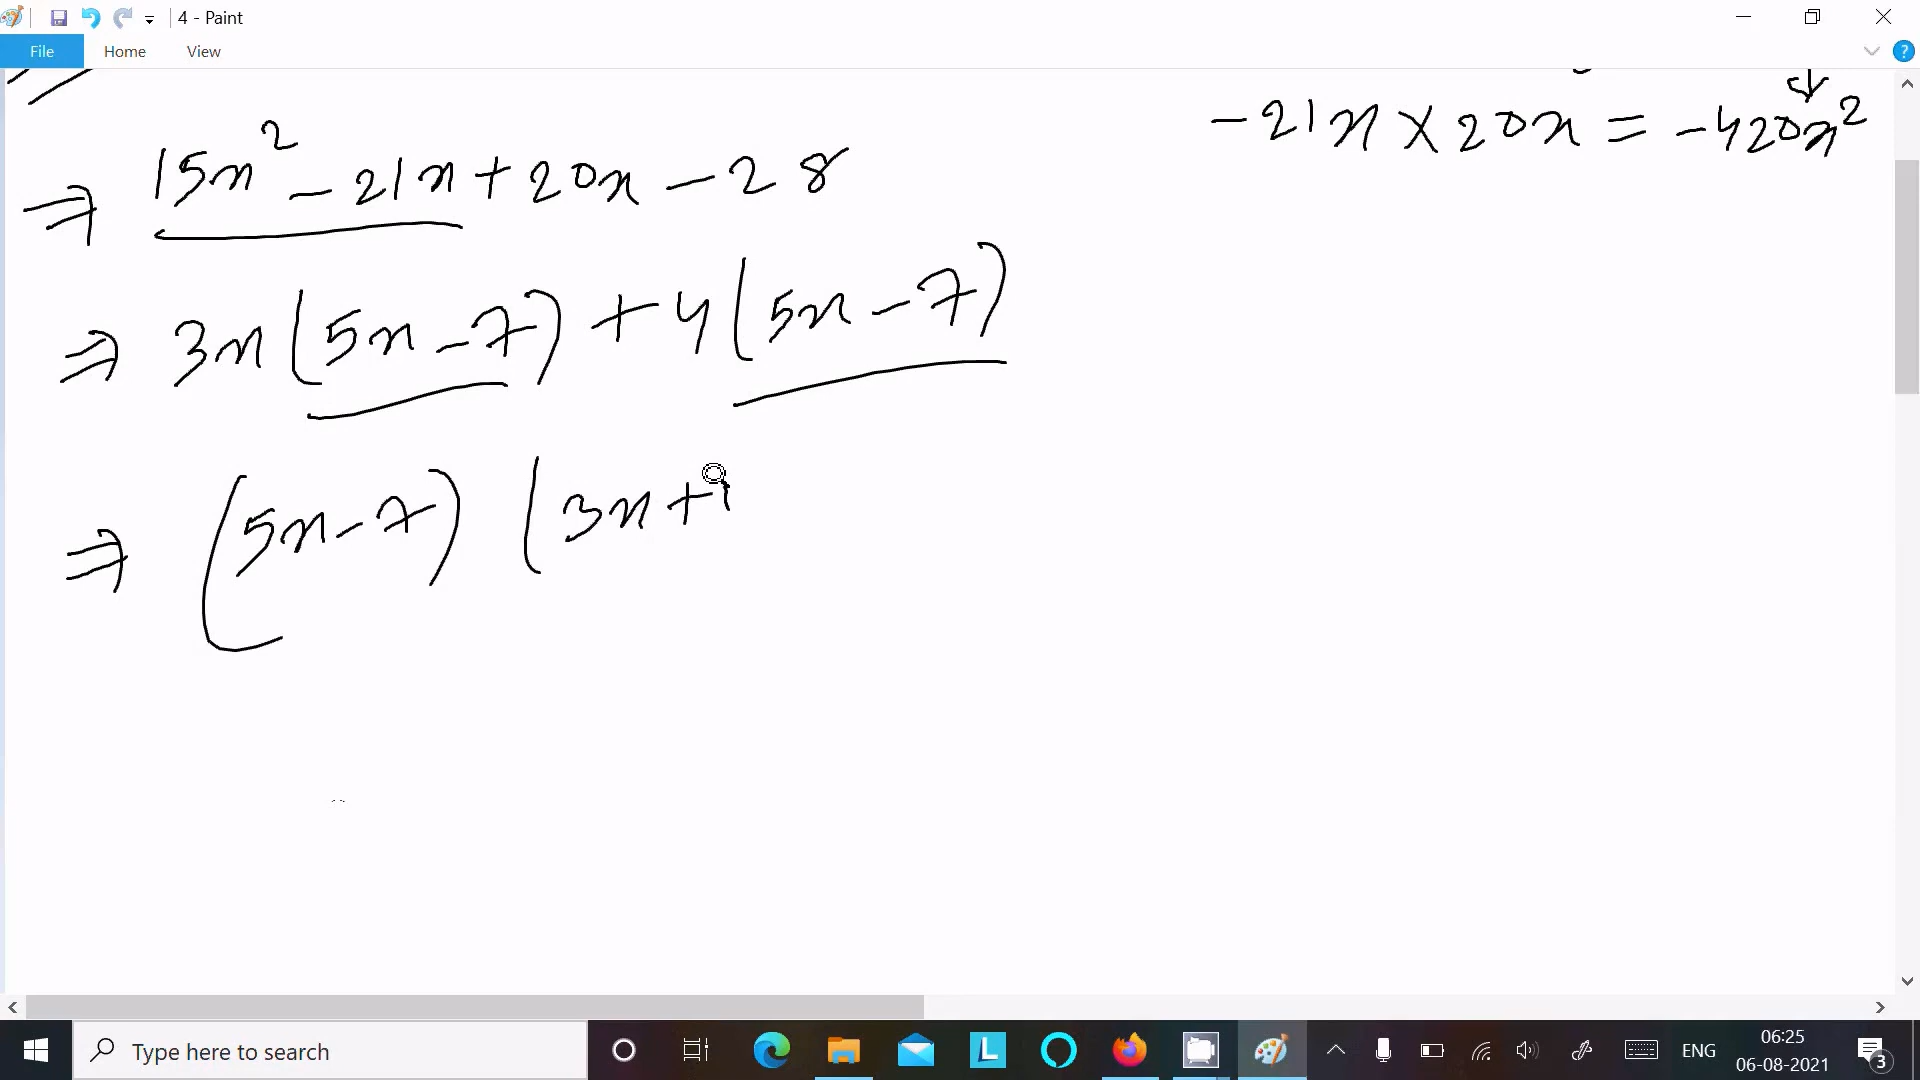 4 - Paint
File Home View
-21x × 20x = -420x²
⇒ 15x² - 21x + 20x - 28
⇒ 3x (5x - 7) + 4 (5x - 7)
⇒ (5x - 7) (3x +
Type here to search
L
ENG
06:25
06-08-2021
3